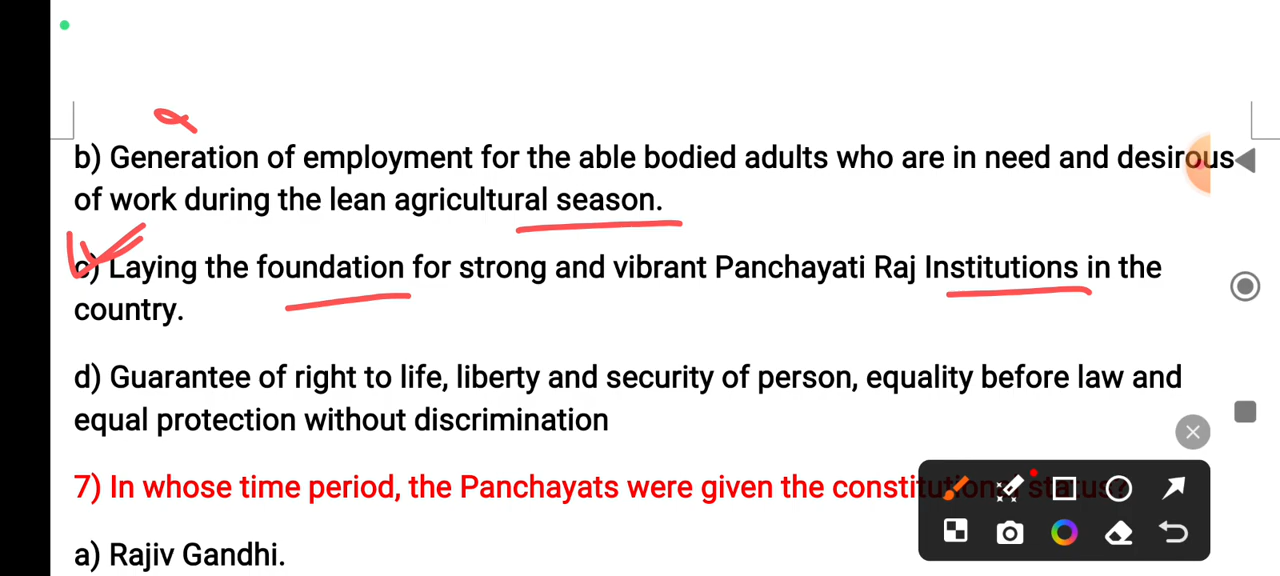 b) Generation of employment for the able bodied adults who are in need and desirous
of work during the lean agricultural season.
c) Laying the foundation for strong and vibrant Panchayati Raj Institutions in the
country.
d) Guarantee of right to life, liberty and security of person, equality before law and
equal protection without discrimination
7) In whose time period, the Panchayats were given the constitutional status?
a) Rajiv Gandhi.